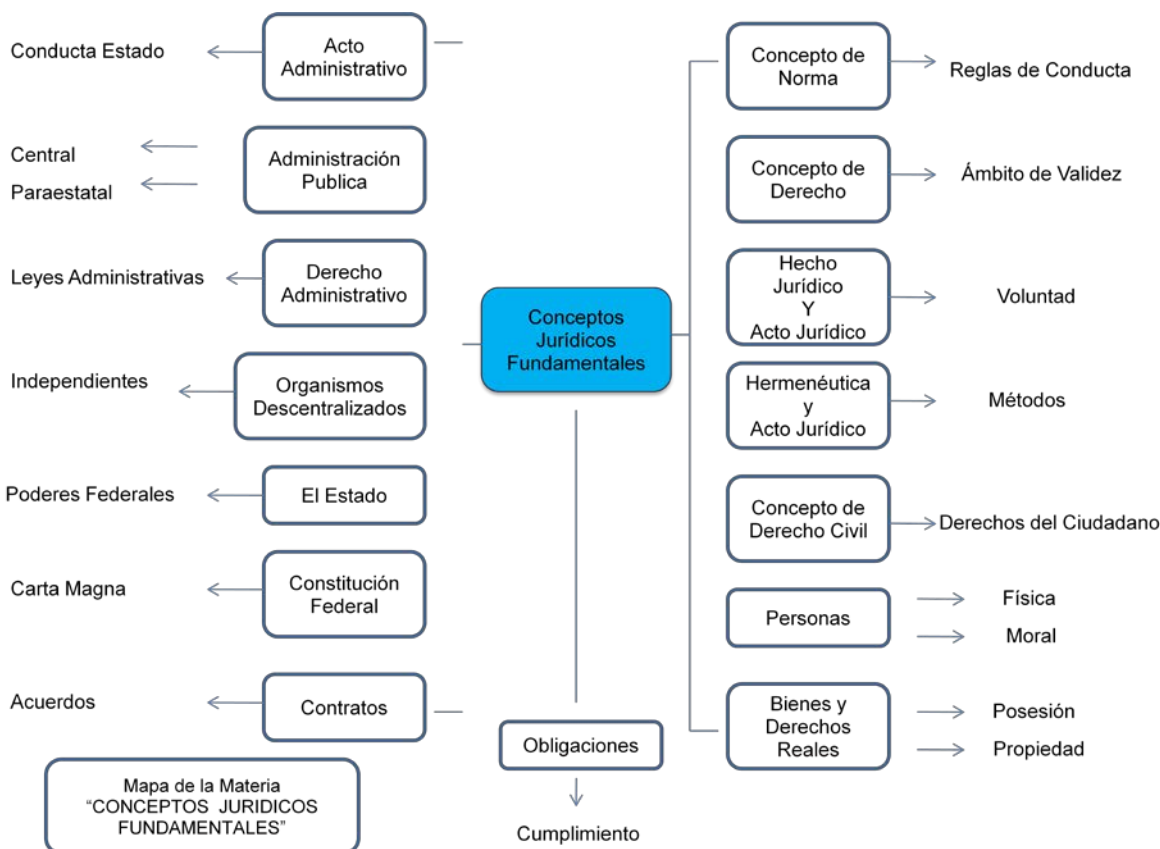 Conducta Estado
Acto
Administrativo
Central
Paraestatal
Administración
Publica
Leyes Administrativas
Derecho
Administrativo
Independientes
Organismos
Descentralizados
Poderes Federales
El Estado
Carta Magna
Constitución
Federal
Acuerdos
Contratos
Mapa de la Materia
“CONCEPTOS JURIDICOS
FUNDAMENTALES”
Conceptos
Jurídicos
Fundamentales
Obligaciones
Cumplimiento
Concepto de
Norma
Reglas de Conducta
Concepto de
Derecho
Ámbito de Validez
Hecho
Jurídico
Y
Acto Jurídico
Voluntad
Hermenéutica
y
Acto Jurídico
Métodos
Concepto de
Derecho Civil
Derechos del Ciudadano
Personas
Física
Moral
Bienes y
Derechos
Reales
Posesión
Propiedad